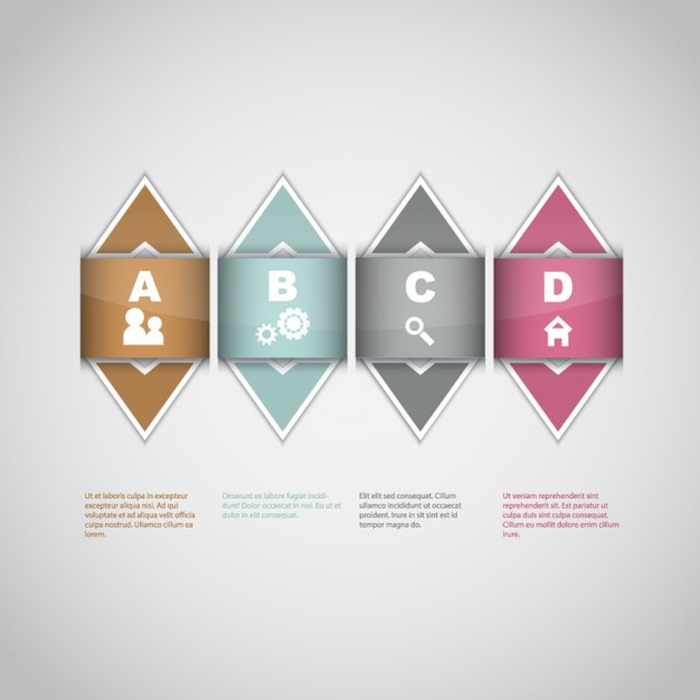 A
B
C
D
Ut et laboris culpa in excepteur
excepteur aliqua nisi. Ad qui
voluptate et ad aliqua velit officia
culpa nostrud. Ullamco cillum ea
lorem.
Deserunt ex labore fugiat incidi-
dunt! Dolor occaecat in nisi. Eu ut et
dolor in elit consequat.
Elit elit sed consequat. Cillum
ullamco incididunt ut occaecat
proident. Irure in sit sint est id
tempor magna do.
Ut veniam reprehenderit sint
reprehenderit sit. Est pariatur ut
culpa duis sint culpa consequat.
Cillum eu mollit dolore enim cillum
irure.